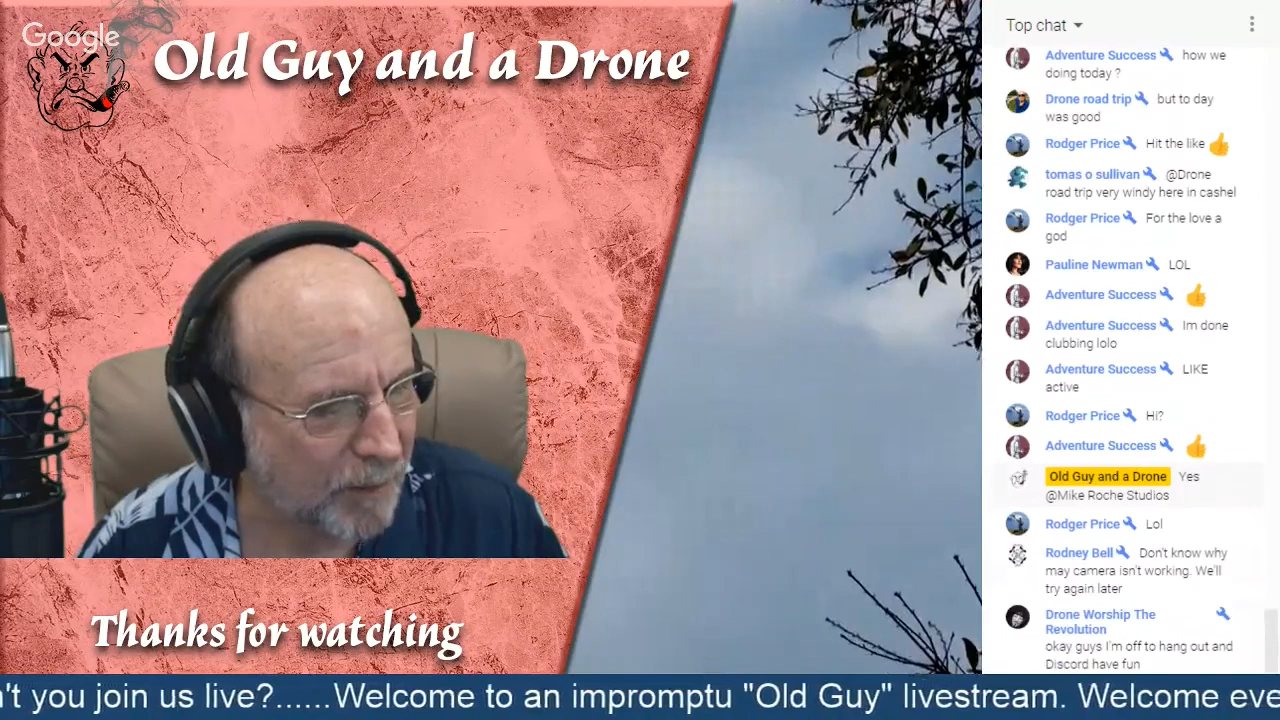 Google
Old Guy and a Drone
Thanks for watching
Top chat
Adventure Success how we
doing today ?
Drone road trip but to day
was good
Rodger Price Hit the like
tomas o sullivan @Drone
road trip very windy here in cashel
Rodger Price For the love a
god
Pauline Newman LOL
Adventure Success
Adventure Success Im done
clubbing lolo
Adventure Success LIKE
active
Rodger Price Hi?
Adventure Success
Old Guy and a Drone Yes
@Mike Roche Studios
Rodger Price Lol
Rodney Bell Don't know why
may camera isn't working. We'll
try again later
Drone Worship The
Revolution
okay guys I'm off to hang out and
Discord have fun
't you join us live?......Welcome to an impromptu "Old Guy" livestream. Welcome eve